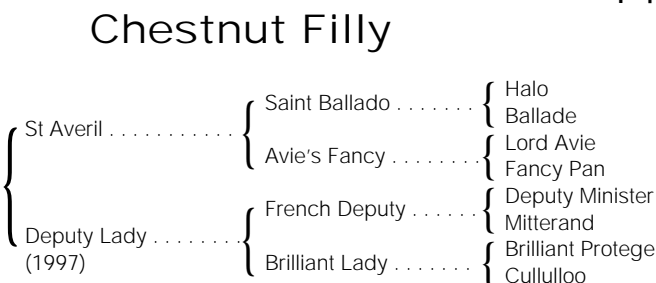 Chestnut Filly
Halo
Saint Ballado . . . . . . .
Ballade
St Averil . . . . . . . . . . .
Lord Avie
Avie's Fancy . . . . . . . .
Fancy Pan
Deputy Minister
French Deputy . . . . . .
Mitterand
Deputy Lady . . . . . . . .
Brilliant Protege
(1997)
Brilliant Lady . . . . . . .
Cullulloo